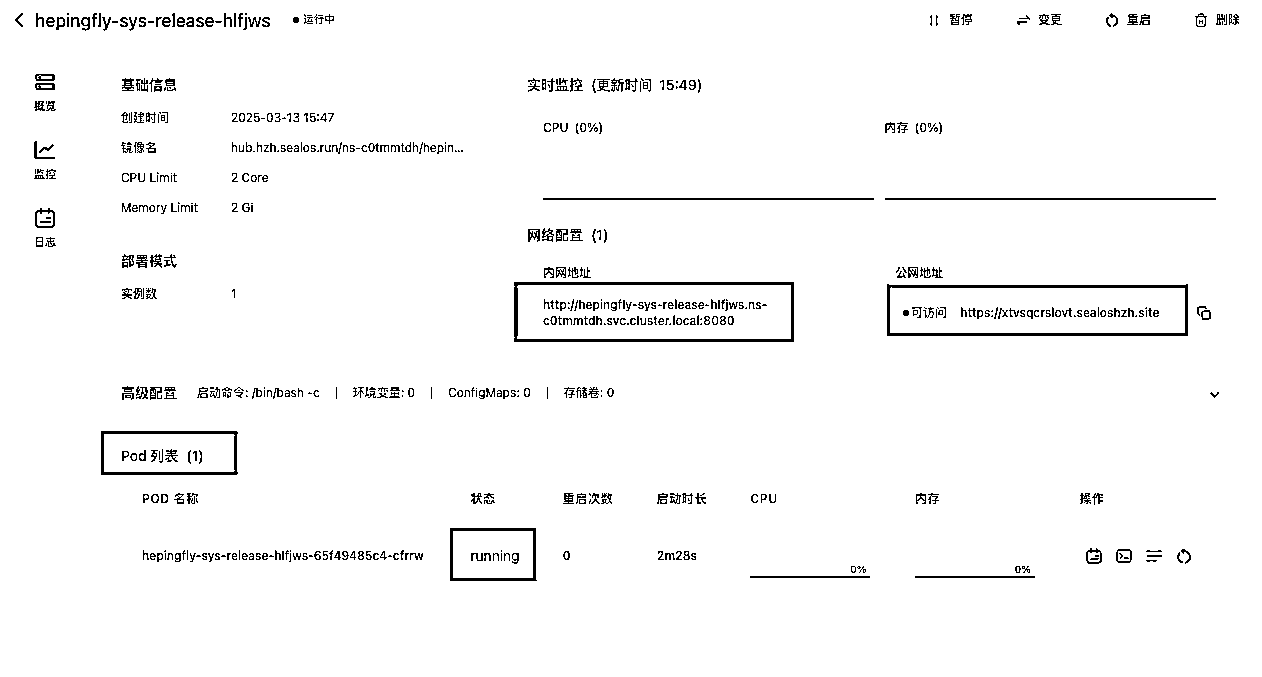 hepingfly-sys-release-hlfjws
运行中
暂停
变更
重启
删除
概览
监控
日志
基础信息
创建时间 2025-03-13 15:47
镜像名 hub.hzh.sealos.run/ns-c0tmmtdh/hepin...
CPU Limit 2 Core
Memory Limit 2 Gi
部署模式
实例数 1
实时监控 (更新时间 15:49)
CPU (0%)
内存 (0%)
网络配置 (1)
内网地址
http://hepingfly-sys-release-hlfjws.ns-
c0tmmtdh.svc.cluster.local:8080
公网地址
可访问 https://xtvsqcrslovt.sealoshzh.site
高级配置 启动命令: /bin/bash -c | 环境变量: 0 | ConfigMaps: 0 | 存储卷: 0
Pod 列表 (1)
POD 名称 状态 重启次数 启动时长 CPU 内存 操作
hepingfly-sys-release-hlfjws-65f49485c4-cfrrw running 0 2m28s 0% 0%